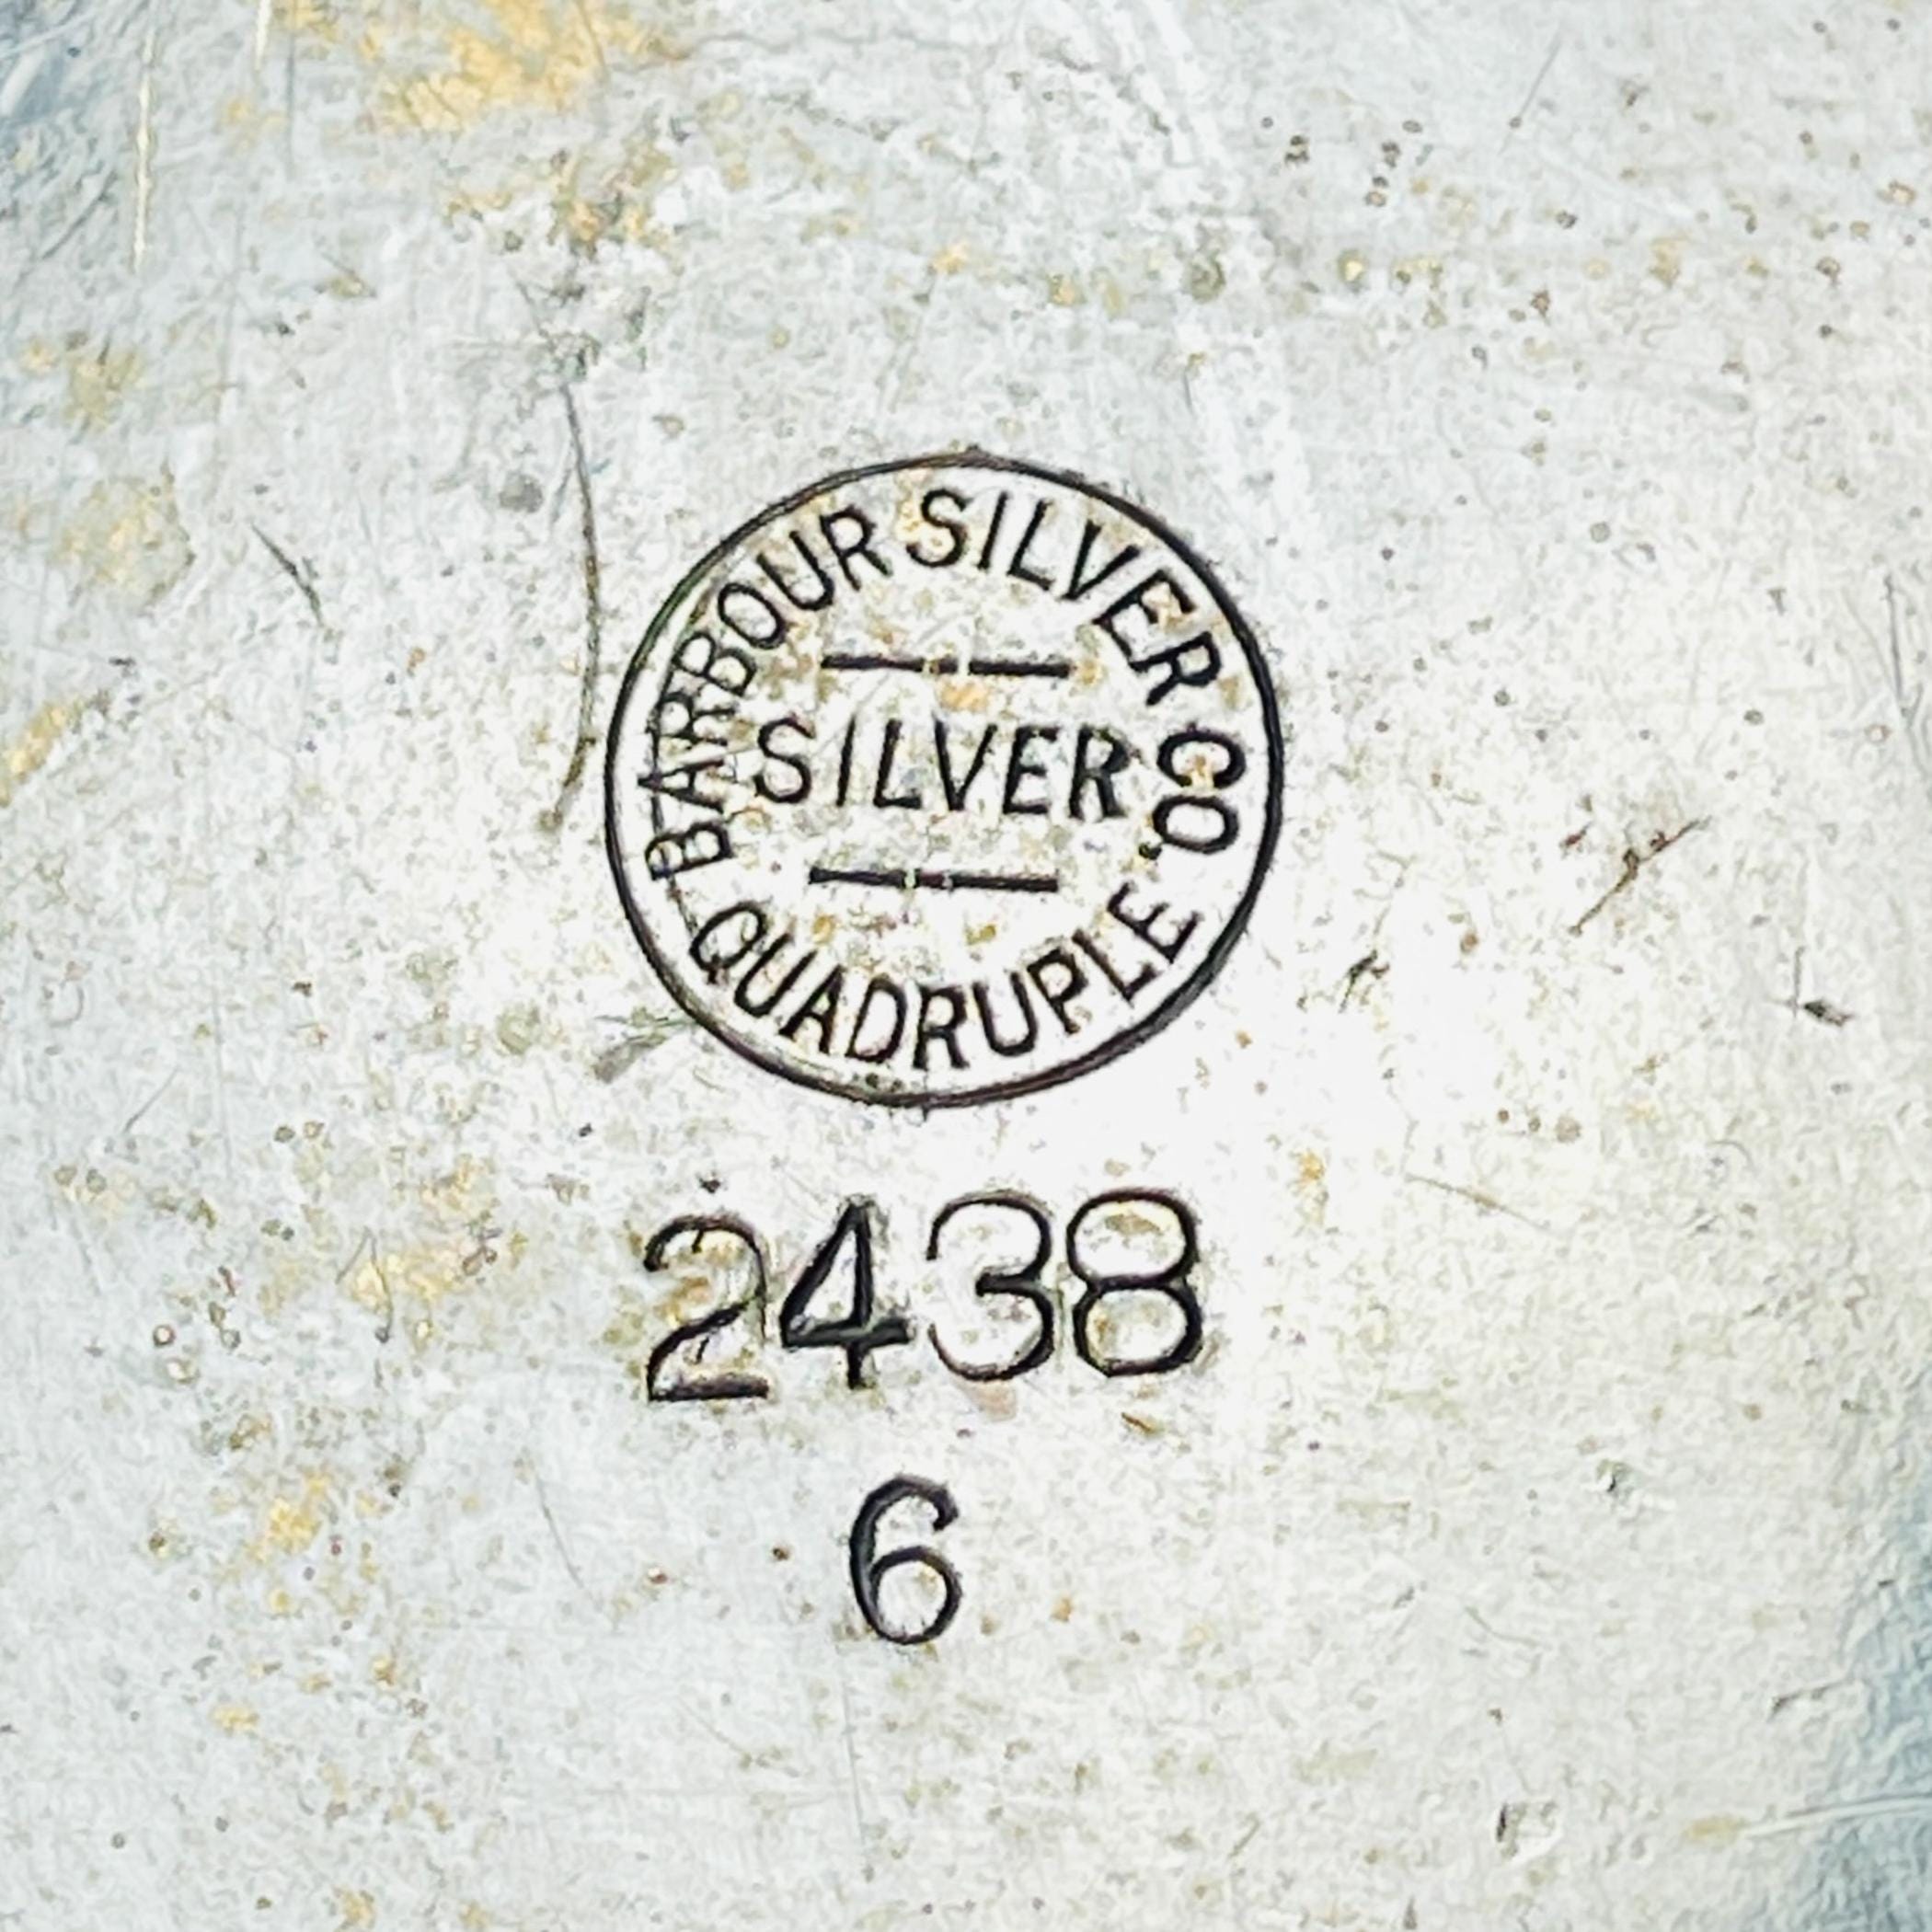 BARBOUR SILVER CO.
SILVER
QUADRUPLE
2438
6